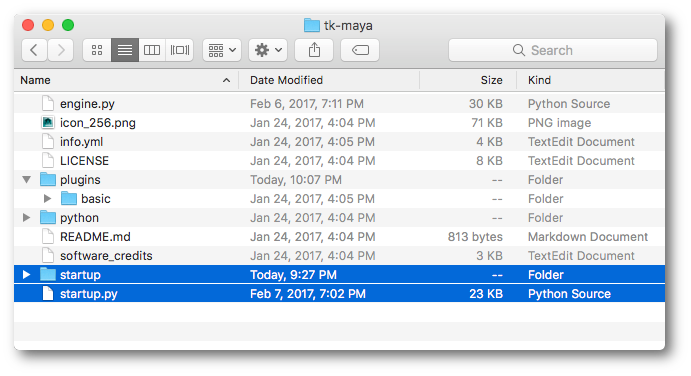 tk-maya
Search
Name Date Modified Size Kind
engine.py Feb 6, 2017, 7:11 PM 30 KB Python Source
icon_256.png Jan 24, 2017, 4:04 PM 71 KB PNG image
info.yml Jan 24, 2017, 4:05 PM 4 KB TextEdit Document
LICENSE Jan 24, 2017, 4:04 PM 8 KB TextEdit Document
plugins Today, 10:07 PM -- Folder
basic Jan 24, 2017, 4:05 PM -- Folder
python Jan 24, 2017, 4:04 PM -- Folder
README.md Jan 24, 2017, 4:04 PM 813 bytes Markdown Document
software_credits Jan 24, 2017, 4:04 PM 3 KB TextEdit Document
startup Today, 9:27 PM -- Folder
startup.py Feb 7, 2017, 7:02 PM 23 KB Python Source